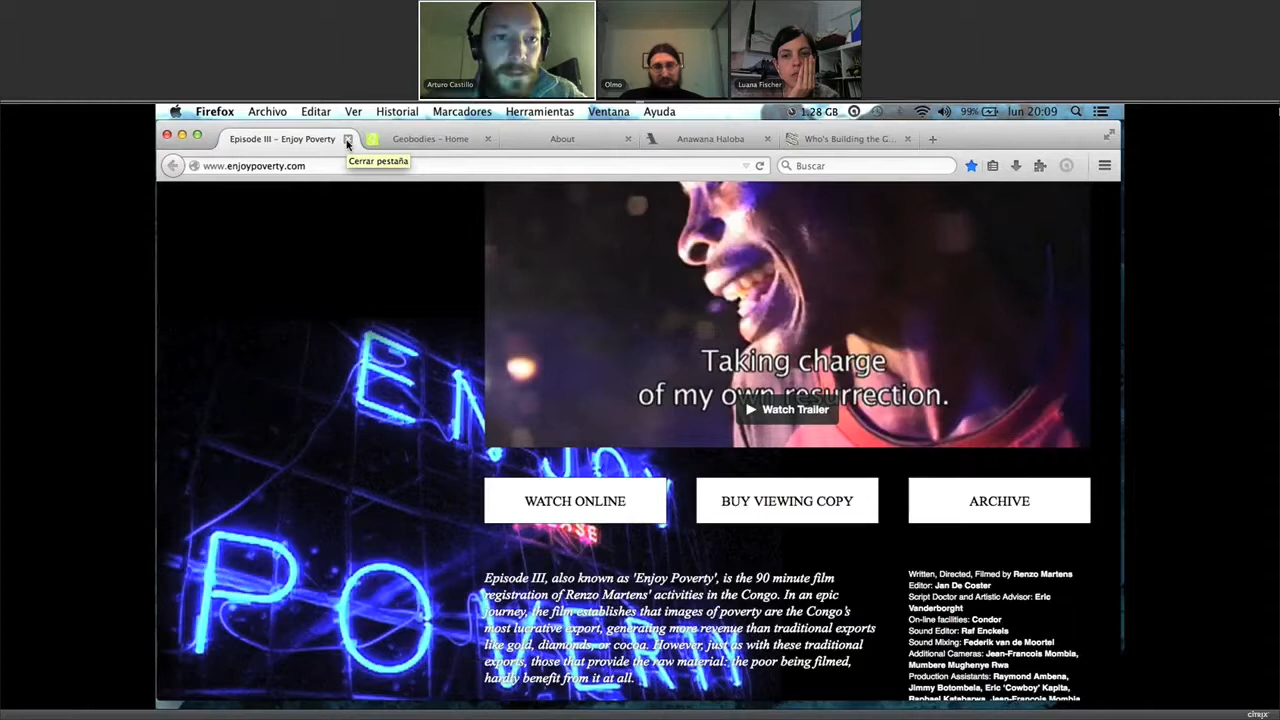 Arturo Castillo
Olmo
Luana Fischer
Firefox Archivo Editar Ver Historial Marcadores Herramientas Ventana Ayuda 1.28 GB 99% lun 20:09
Episode III – Enjoy Poverty
Geobodies – Home
About
Anawana Haloba
Who's Building the G...
Cerrar pestaña
www.enjoypoverty.com
Buscar
Taking charge
of my own resurrection.
Watch Trailer
ENJOY
PLEASE
POVERTY
WATCH ONLINE
BUY VIEWING COPY
ARCHIVE
Episode III, also known as 'Enjoy Poverty', is the 90 minute film
registration of Renzo Martens' activities in the Congo. In an epic
journey, the film establishes that images of poverty are the Congo's
most lucrative export, generating more revenue than traditional exports
like gold, diamonds, or cocoa. However, just as with these traditional
exports, those that provide the raw material: the poor being filmed,
hardly benefit from it at all.
Written, Directed, Filmed by Renzo Martens
Editor: Jan De Coster
Script Doctor and Artistic Advisor: Eric
Vanderborght
On-line facilities: Condor
Sound Editor: Raf Enckels
Sound Mixing: Federik van de Moortel
Additional Cameras: Jean-Francois Mombia,
Mumbere Mughenye Rwa
Production Assistants: Raymond Ambena,
Jimmy Botombela, Eric 'Cowboy' Kapita,
Raphael Katabarwa, Jean-Francois Mombia
CITRIX